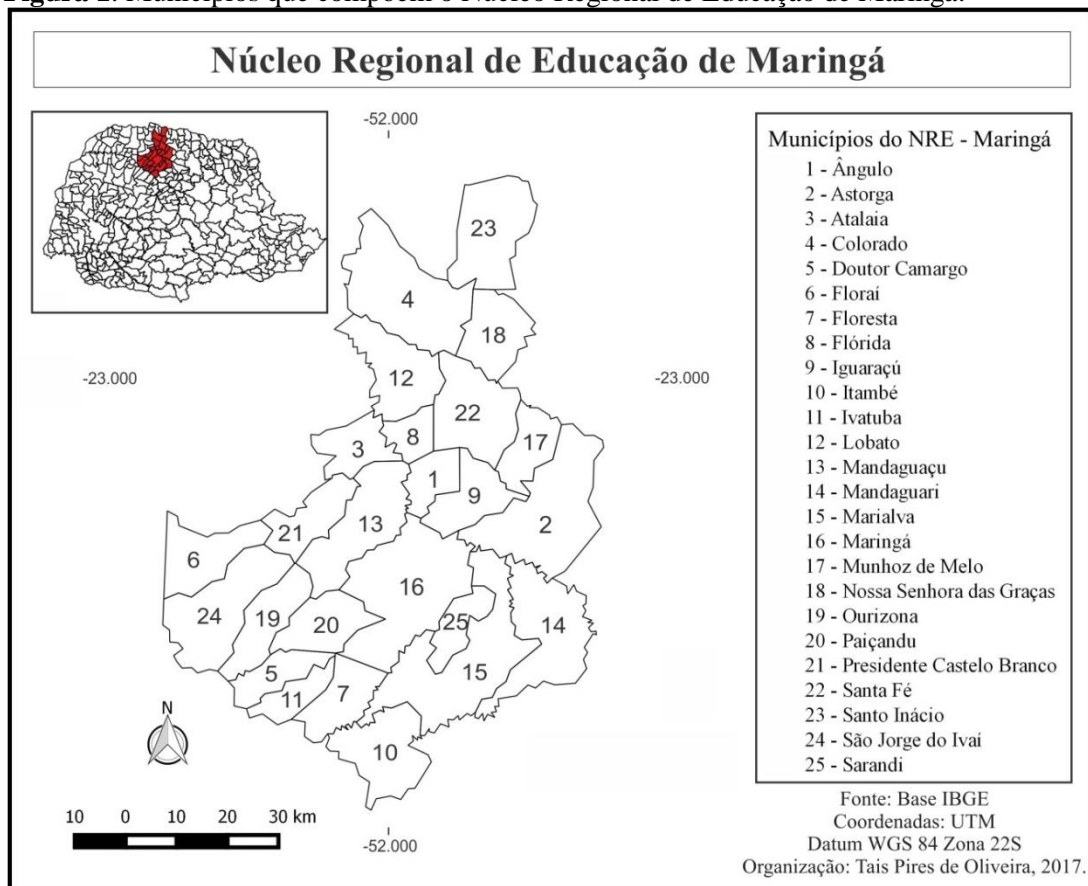 Figura 1. Municípios que compõem o Núcleo Regional de Educação de Maringá.
Núcleo Regional de Educação de Maringá
-52.000
-23.000
-23.000
23
4
18
12
22
8
17
3
1
9
2
21
13
6
16
24
19
20
25
14
5
15
11
7
10
N
10 0 10 20 30 km
-52.000
Municípios do NRE - Maringá
1 - Ângulo
2 - Astorga
3 - Atalaia
4 - Colorado
5 - Doutor Camargo
6 - Floraí
7 - Floresta
8 - Flórida
9 - Iguaraçú
10 - Itambé
11 - Ivatuba
12 - Lobato
13 - Mandaguaçu
14 - Mandaguari
15 - Marialva
16 - Maringá
17 - Munhoz de Melo
18 - Nossa Senhora das Graças
19 - Ourizona
20 - Paiçandu
21 - Presidente Castelo Branco
22 - Santa Fé
23 - Santo Inácio
24 - São Jorge do Ivaí
25 - Sarandi
Fonte: Base IBGE
Coordenadas: UTM
Datum WGS 84 Zona 22S
Organização: Tais Pires de Oliveira, 2017.